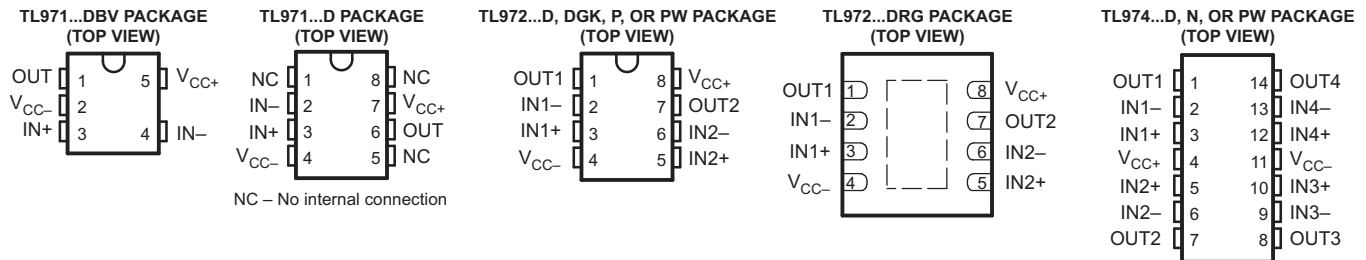 TL971...DBV PACKAGE
(TOP VIEW)
OUT 1 5 VCC+
VCC– 2
IN+ 3 4 IN–
TL971...D PACKAGE
(TOP VIEW)
NC 1 8 NC
IN– 2 7 VCC+
IN+ 3 6 OUT
VCC– 4 5 NC
NC – No internal connection
TL972...D, DGK, P, OR PW PACKAGE
(TOP VIEW)
OUT1 1 8 VCC+
IN1– 2 7 OUT2
IN1+ 3 6 IN2–
VCC– 4 5 IN2+
TL972...DRG PACKAGE
(TOP VIEW)
OUT1 1 8 VCC+
IN1– 2 7 OUT2
IN1+ 3 6 IN2–
VCC– 4 5 IN2+
TL974...D, N, OR PW PACKAGE
(TOP VIEW)
OUT1 1 14 OUT4
IN1– 2 13 IN4–
IN1+ 3 12 IN4+
VCC+ 4 11 VCC–
IN2+ 5 10 IN3+
IN2– 6 9 IN3–
OUT2 7 8 OUT3